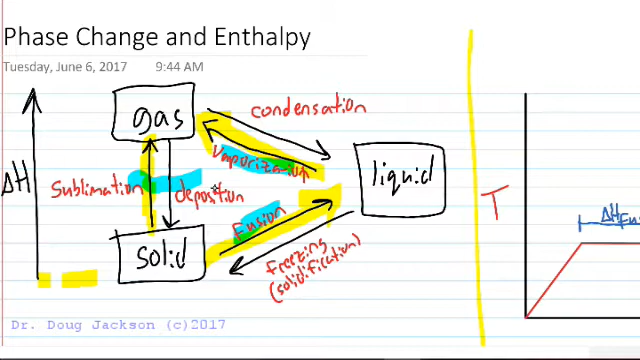 Phase Change and Enthalpy
Tuesday, June 6, 2017 9:44 AM
gas
condensation
vaporization
liquid
ΔH
Sublimation
deposition
Fusion
T
ΔHfus
solid
freezing
(solidification)
Dr. Doug Jackson (c)2017